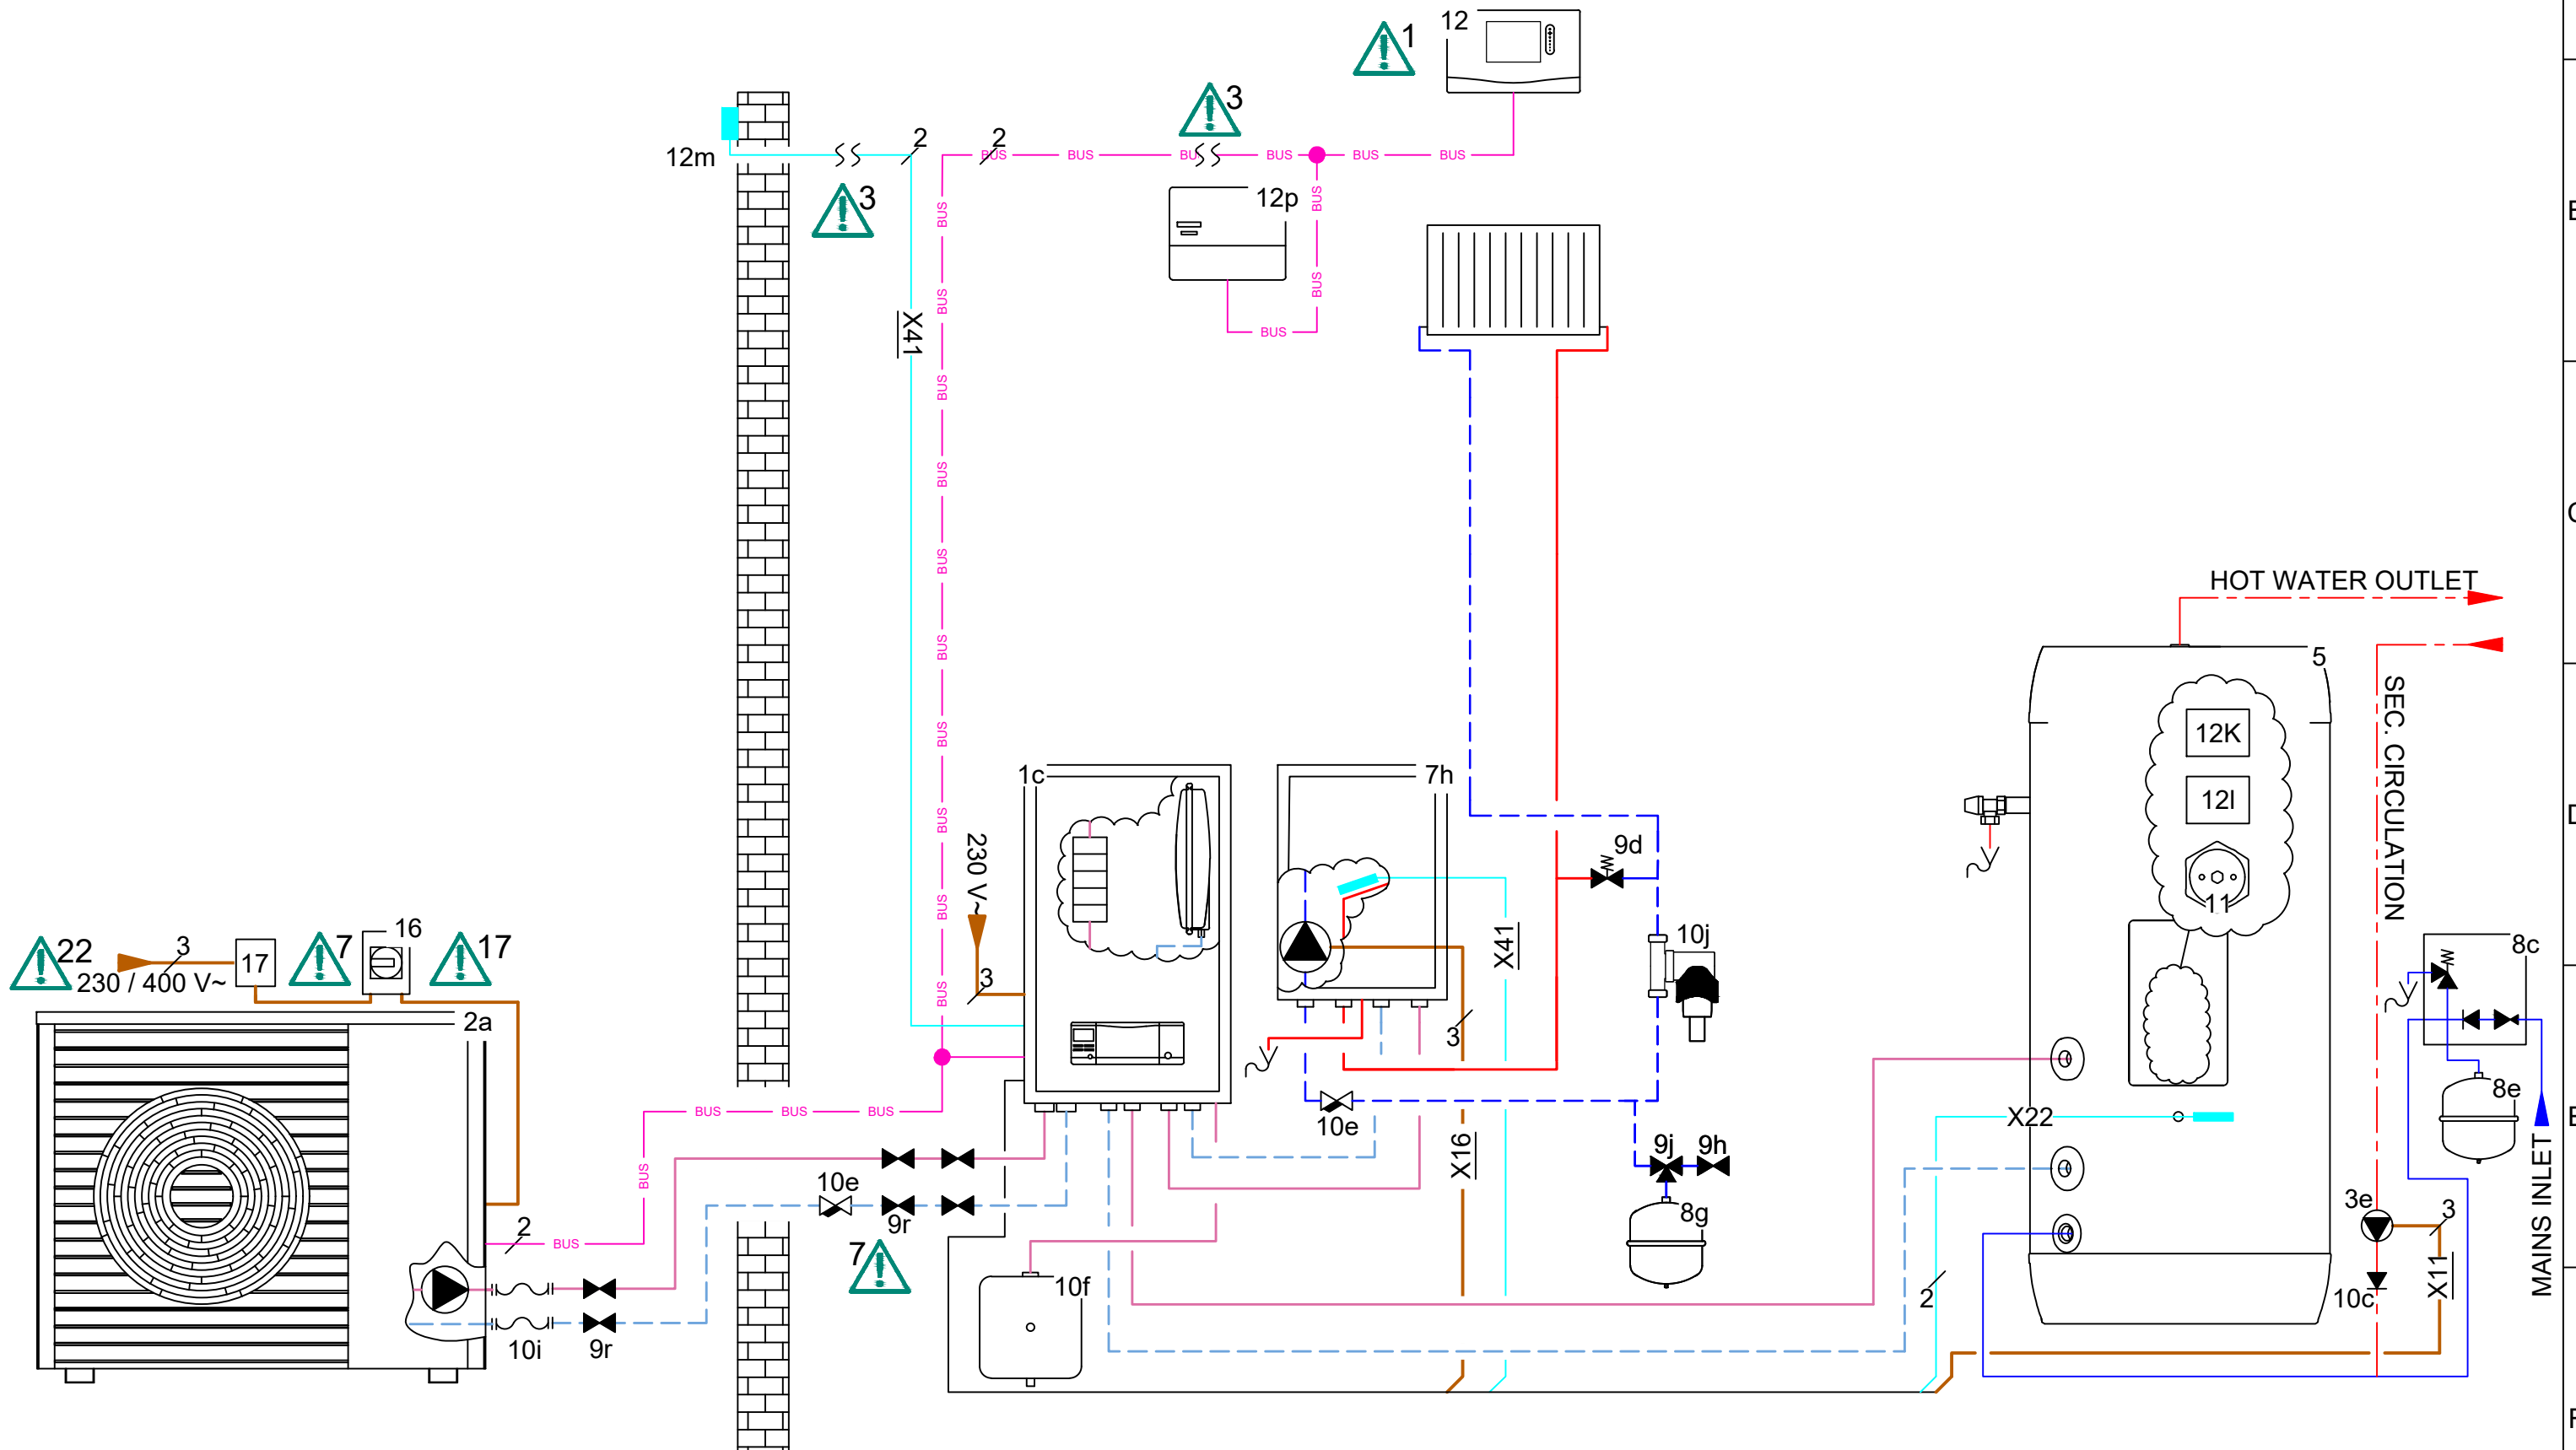 12
1
3
2
2
BUS
BUS
BUS
BUS
BUS
BUS
12m
3
12p
BUS
BUS
BUS
BUS
BUS
BUS
BUS
BUS
BUS
BUS
BUS
BUS
X41
HOT WATER OUTLET
SEC. CIRCULATION
5
12K
12l
11
1c
7h
230 V~
3
9d
10j
X41
3
22
3
230 / 400 V~
17
7
16
17
2a
BUS
BUS
BUS
BUS
BUS
BUS
2
10e
9r
7
10i
9r
10f
10e
X16
9j
9h
8g
X22
2
8c
8e
MAINS INLET
3e
3
X11
10c